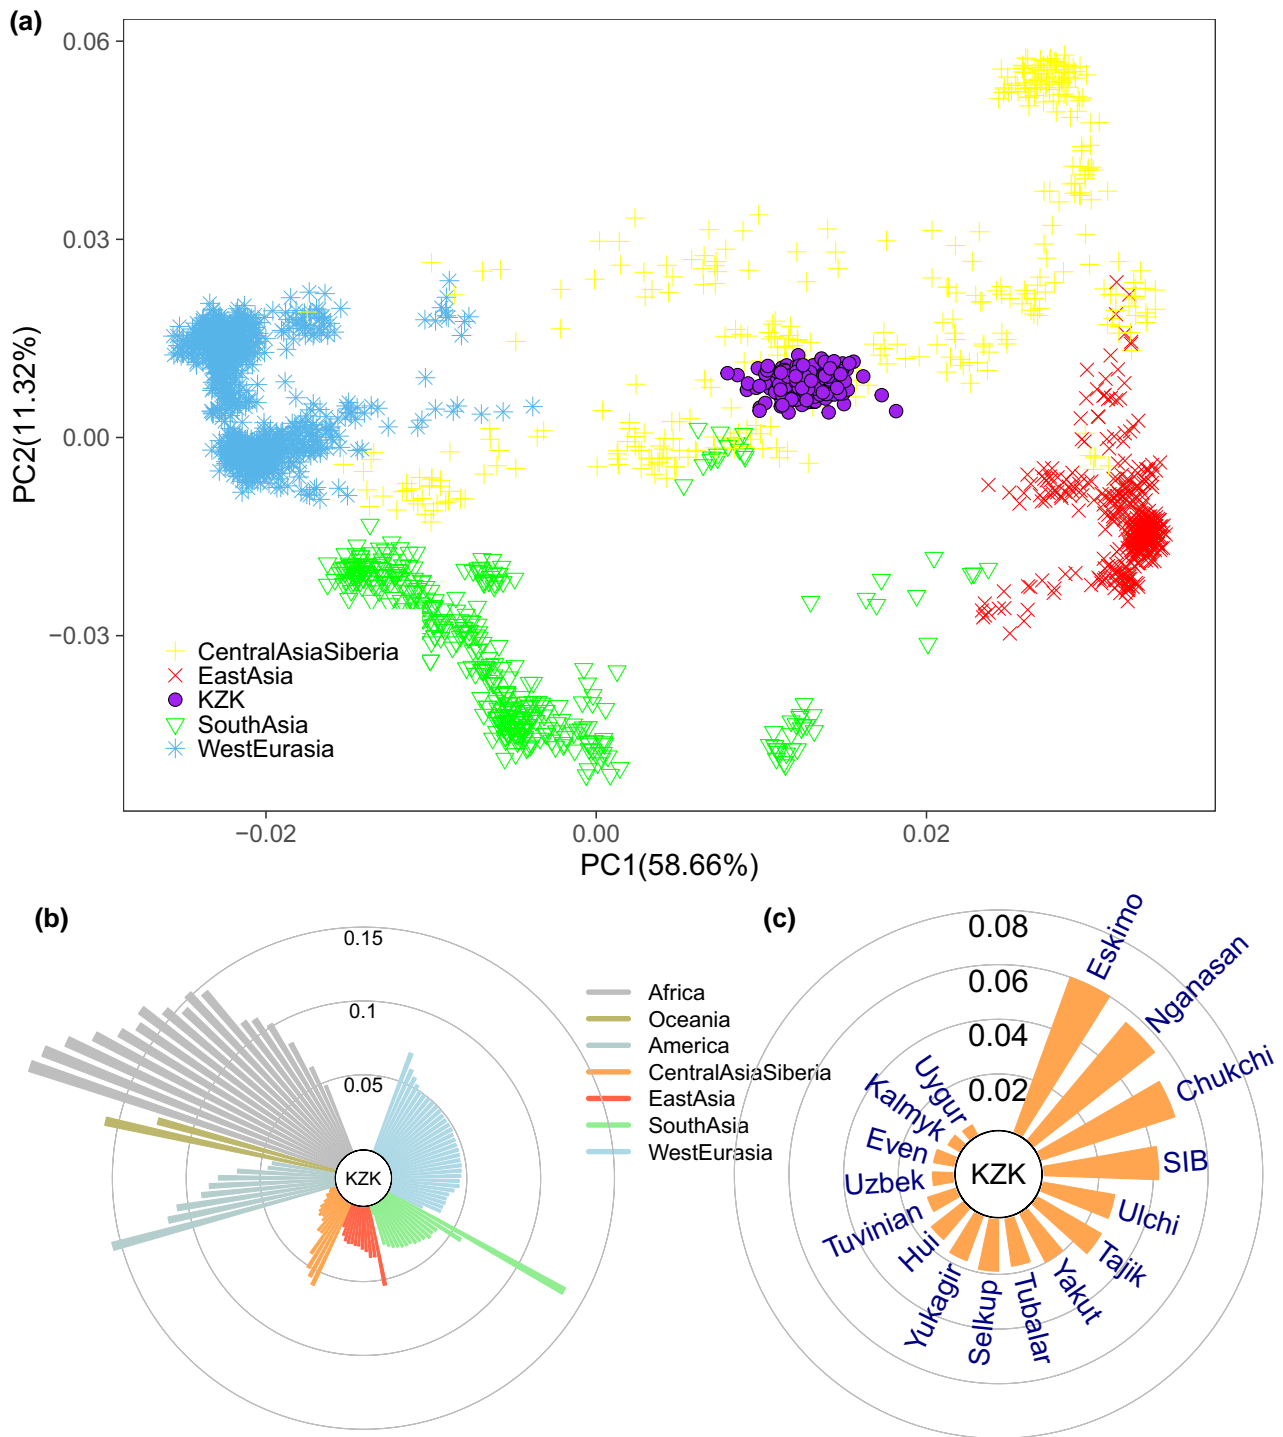 (a)
0.06
0.03
0.00
−0.03
PC2(11.32%)
CentralAsiaSiberia
EastAsia
KZK
SouthAsia
WestEurasia
−0.02
0.00
0.02
PC1(58.66%)
(b)
0.15
0.1
0.05
KZK
Africa
Oceania
America
CentralAsiaSiberia
EastAsia
SouthAsia
WestEurasia
(c)
0.08
0.06
0.04
0.02
KZK
Eskimo
Nganasan
Chukchi
SIB
Ulchi
Tajik
Yakut
Tubalar
Selkup
Yukagir
Hui
Tuvinian
Uzbek
Even
Kalmyk
Uygur